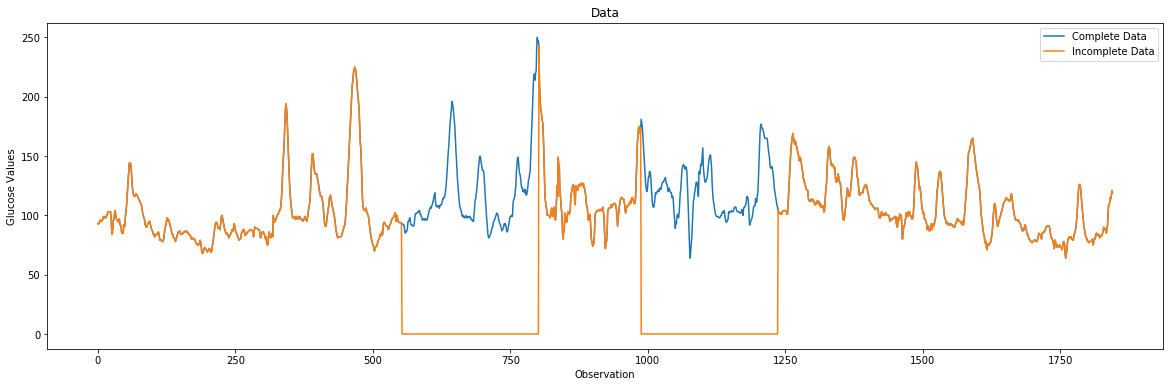 Data
Complete Data
Incomplete Data
Glucose Values
250
200
150
100
50
0
0 250 500 750 1000 1250 1500 1750
Observation